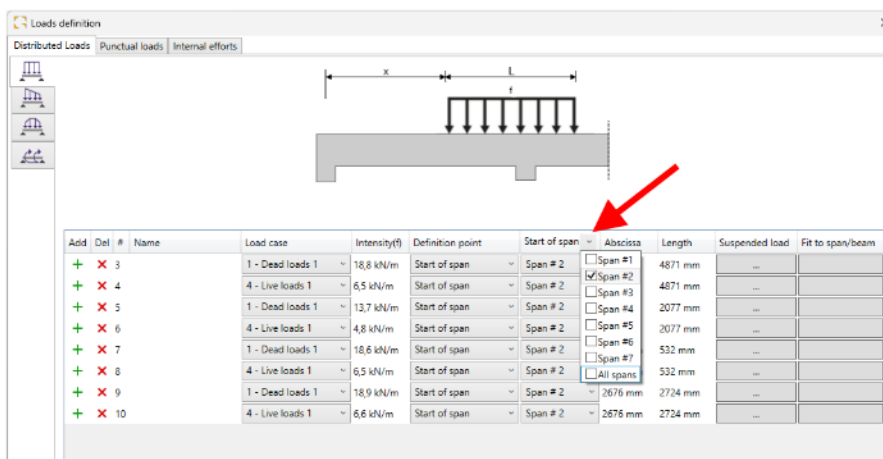 Loads definition
Distributed Loads Punctual loads Internal efforts
x L
f
Add Del # Name Load case Intensity(f) Definition point Start of span Abscissa Length Suspended load Fit to span/beam
3 1 - Dead loads 1 18,8 kN/m Start of span Span # 2 4871 mm ...
4 4 - Live loads 1 6,5 kN/m Start of span Span # 2 4871 mm ...
5 1 - Dead loads 1 13,7 kN/m Start of span Span # 2 2077 mm ...
6 4 - Live loads 1 4,8 kN/m Start of span Span # 2 2077 mm ...
7 1 - Dead loads 1 18,6 kN/m Start of span Span # 2 532 mm ...
8 4 - Live loads 1 6,5 kN/m Start of span Span # 2 532 mm ...
9 1 - Dead loads 1 18,9 kN/m Start of span Span # 2 2676 mm 2724 mm ...
10 4 - Live loads 1 6,6 kN/m Start of span Span # 2 2676 mm 2724 mm ...
Span #1
Span #2
Span #3
Span #4
Span #5
Span #6
Span #7
All spans